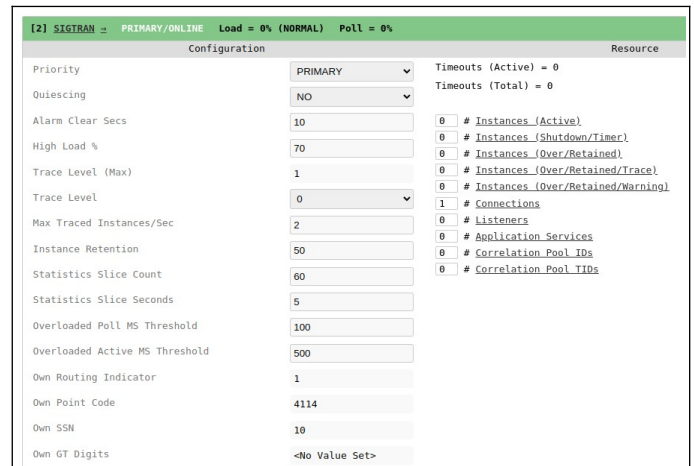 [2] SIGTRAN ⇒ PRIMARY/ONLINE Load = 0% (NORMAL) Poll = 0%
Configuration
Resource
Priority PRIMARY
Quiescing NO
Alarm Clear Secs 10
High Load % 70
Trace Level (Max) 1
Trace Level 0
Max Traced Instances/Sec 2
Instance Retention 50
Statistics Slice Count 60
Statistics Slice Seconds 5
Overloaded Poll MS Threshold 100
Overloaded Active MS Threshold 500
Own Routing Indicator 1
Own Point Code 4114
Own SSN 10
Own GT Digits <No Value Set>
Timeouts (Active) = 0
Timeouts (Total) = 0
0 # Instances (Active)
0 # Instances (Shutdown/Timer)
0 # Instances (Over/Retained)
0 # Instances (Over/Retained/Trace)
0 # Instances (Over/Retained/Warning)
1 # Connections
0 # Listeners
0 # Application Services
0 # Correlation Pool IDs
0 # Correlation Pool TIDs